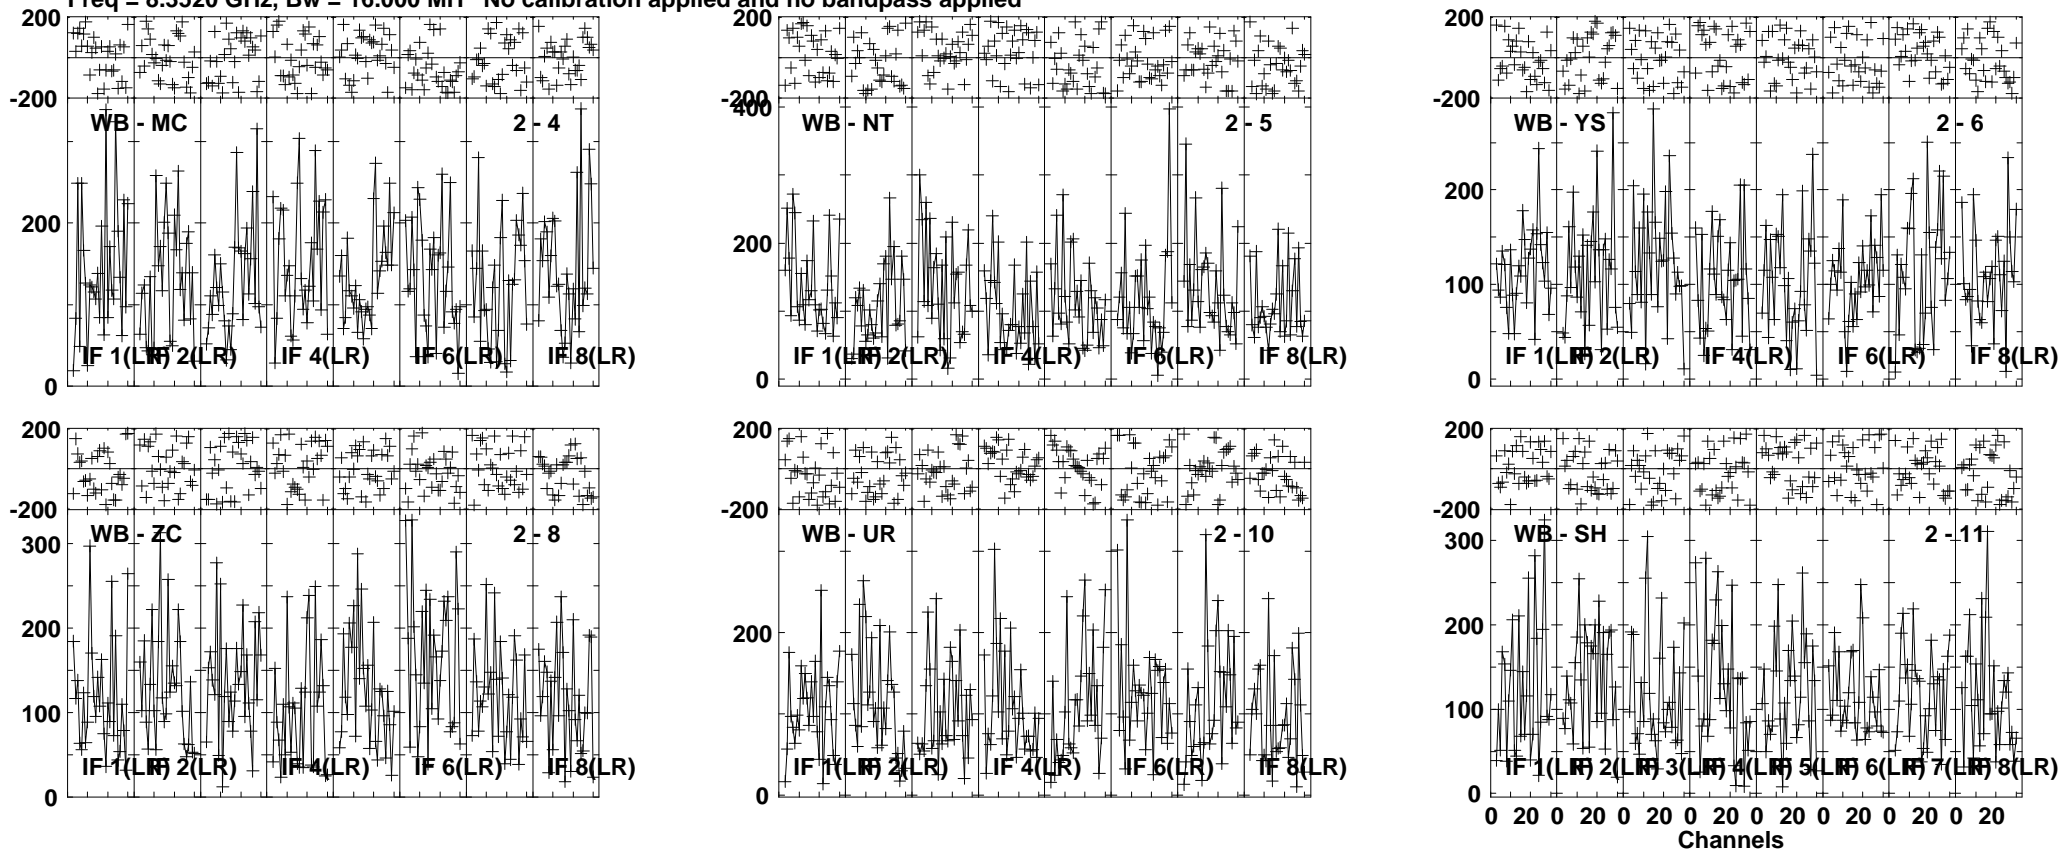 Freq = 8.3520 GHz, Bw = 16.000 MH No calibration applied and no bandpass applied
200
-200
WB - MC 2 - 4
200
0
IF 1(LR) IF 2(LR) IF 4(LR) IF 6(LR) IF 8(LR)
200
-200
400
WB - NT 2 - 5
200
0
IF 1(LR) IF 2(LR) IF 4(LR) IF 6(LR) IF 8(LR)
200
-200
WB - YS 2 - 6
200
100
0
IF 1(LR) IF 2(LR) IF 4(LR) IF 6(LR) IF 8(LR)
200
-200
WB - ZC 2 - 8
300
200
100
0
IF 1(LR) IF 2(LR) IF 4(LR) IF 6(LR) IF 8(LR)
200
-200
WB - UR 2 - 10
200
0
IF 1(LR) IF 2(LR) IF 4(LR) IF 6(LR) IF 8(LR)
200
-200
WB - SH 2 - 11
300
200
100
0
IF 1(LR) IF 2(LR) IF 3(LR) IF 4(LR) IF 5(LR) IF 6(LR) IF 7(LR) IF 8(LR)
0 20 0 20 0 20 0 20 0 20 0 20 0 20 0 20
Channels